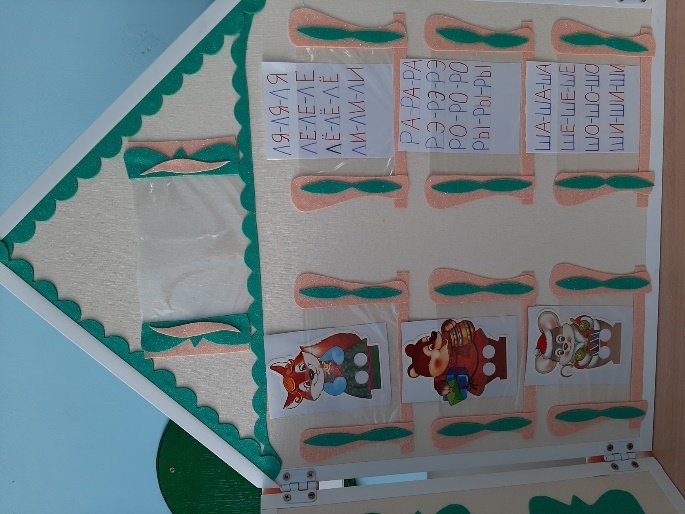 ЛЯ-ЛЯ-ЛЯ
ЛЕ-ЛЕ-ЛЕ
ЛЁ-ЛЁ-ЛЁ
ЛИ-ЛИ-ЛИ
РА-РА-РА
РЭ-РЭ-РЭ
РО-РО-РО
РЫ-РЫ-РЫ
ША-ША-ША
ШЕ-ШЕ-ШЕ
ШО-ШО-ШО
ШИ-ШИ-ШИ